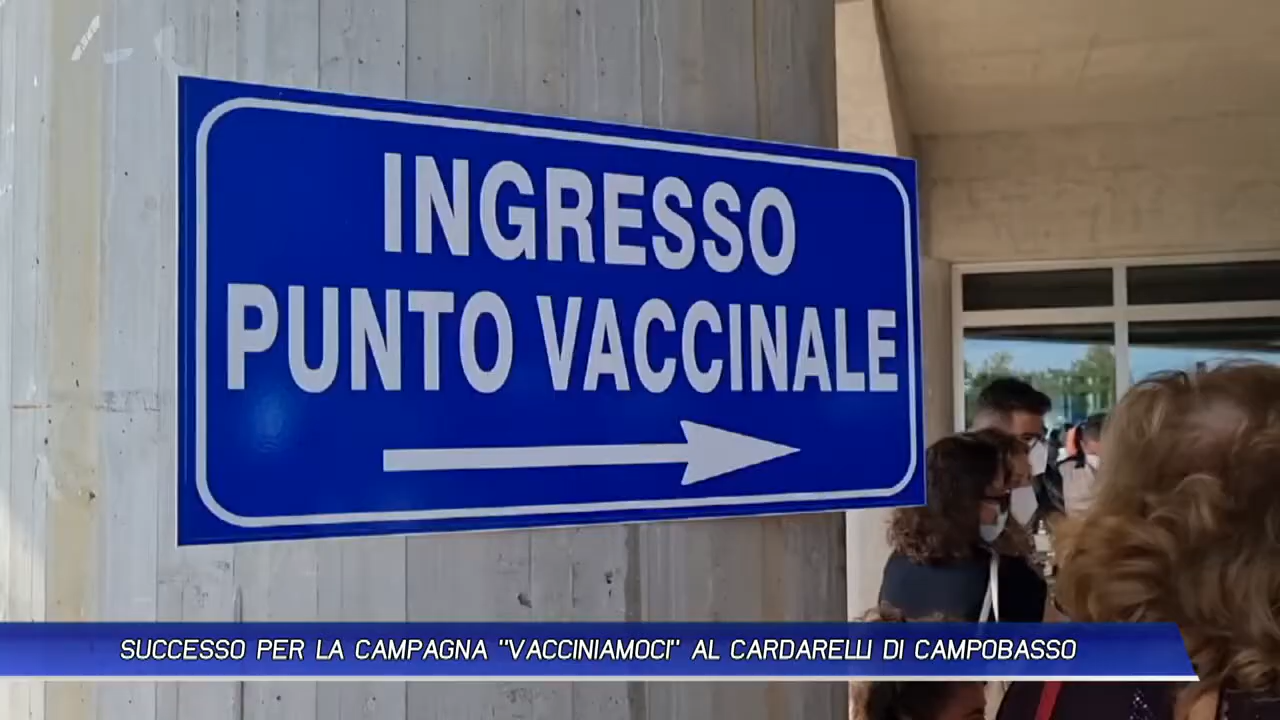 INGRESSO
PUNTO VACCINALE
SUCCESSO PER LA CAMPAGNA "VACCINIAMOCI" AL CARDARELLI DI CAMPOBASSO